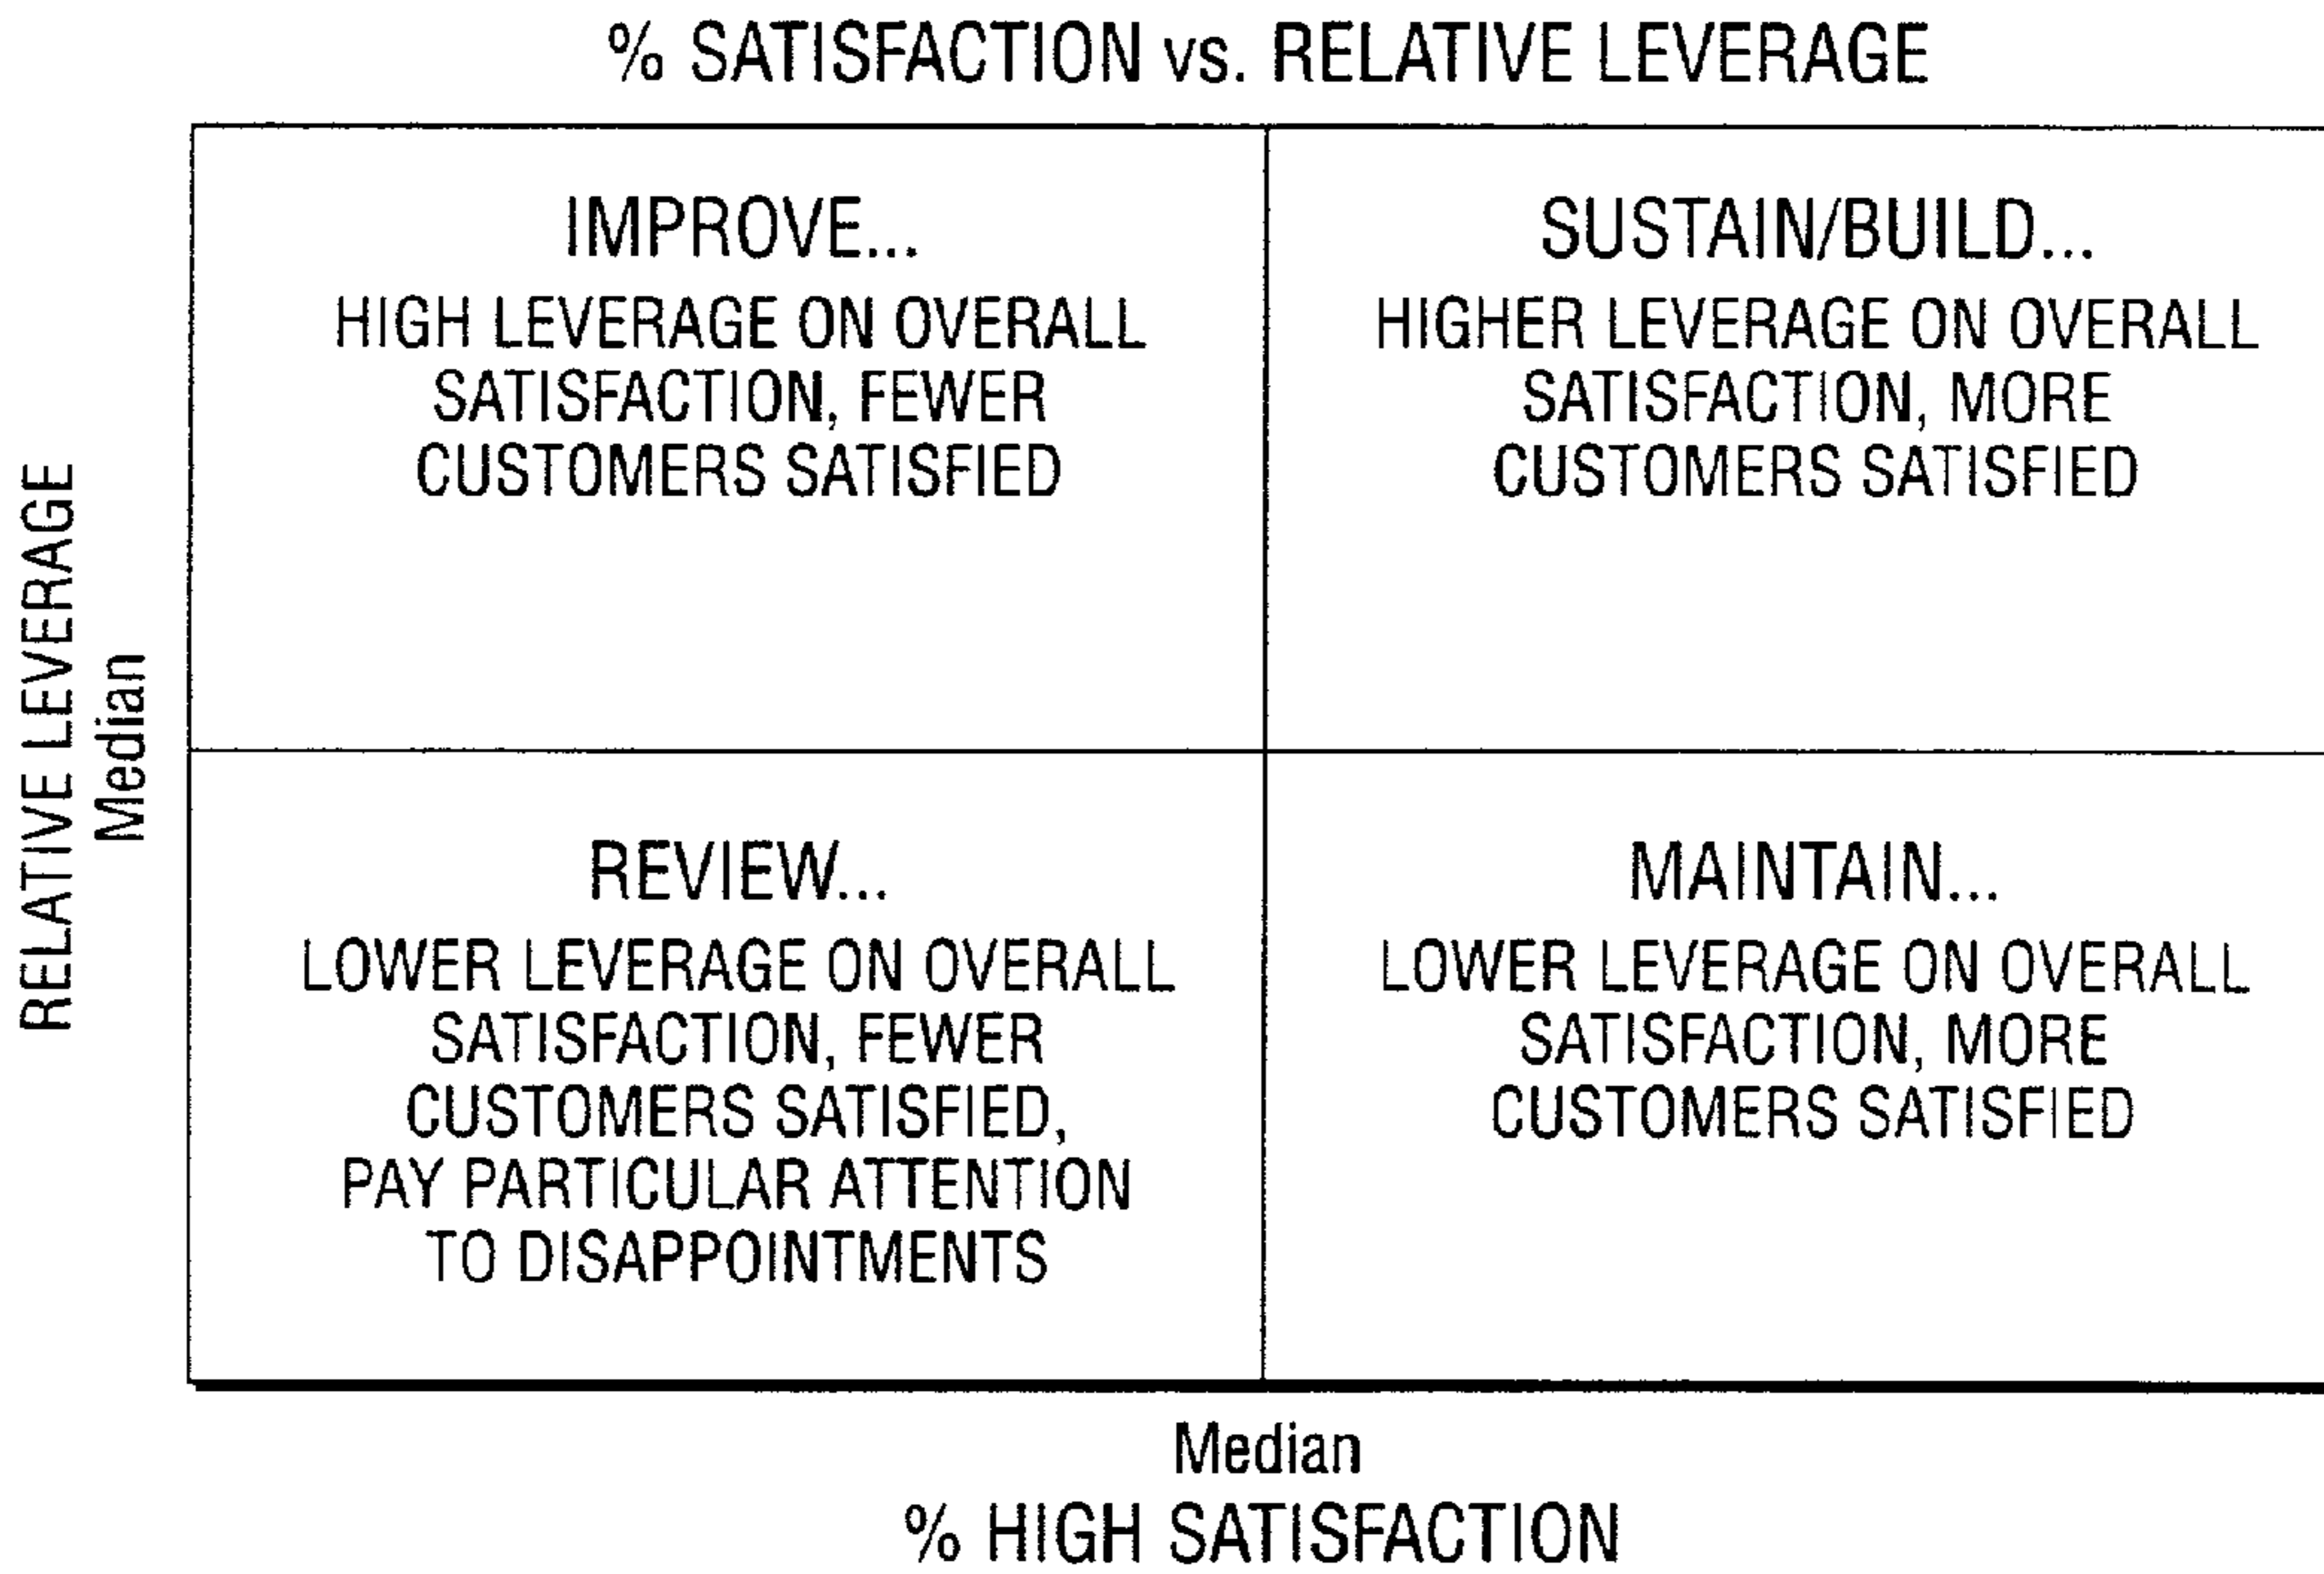 % SATISFACTION vs. RELATIVE LEVERAGE
IMPROVE...
HIGH LEVERAGE ON OVERALL
SATISFACTION, FEWER
CUSTOMERS SATISFIED
SUSTAIN/BUILD...
HIGHER LEVERAGE ON OVERALL
SATISFACTION, MORE
CUSTOMERS SATISFIED
RELATIVE LEVERAGE
Median
REVIEW...
LOWER LEVERAGE ON OVERALL
SATISFACTION, FEWER
CUSTOMERS SATISFIED,
PAY PARTICULAR ATTENTION
TO DISAPPOINTMENTS
MAINTAIN...
LOWER LEVERAGE ON OVERALL
SATISFACTION, MORE
CUSTOMERS SATISFIED
Median
% HIGH SATISFACTION